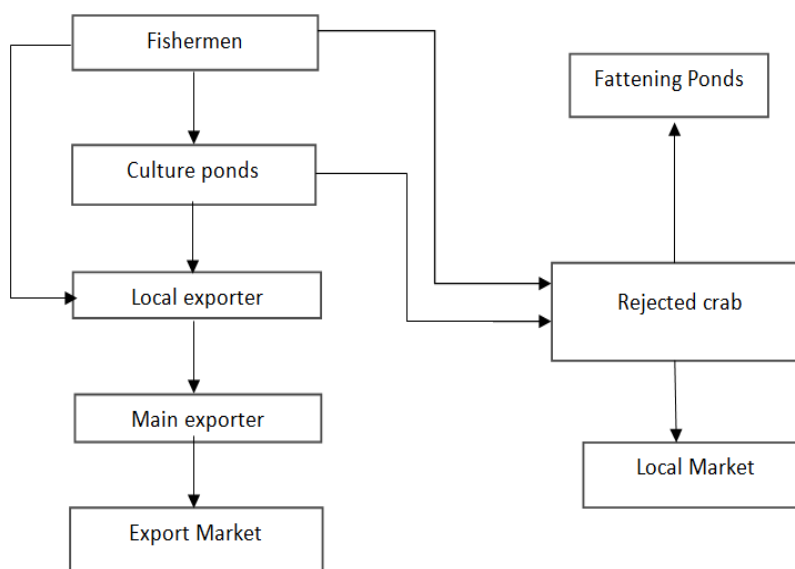 Fishermen
Fattening Ponds
Culture ponds
Local exporter
Rejected crab
Main exporter
Local Market
Export Market